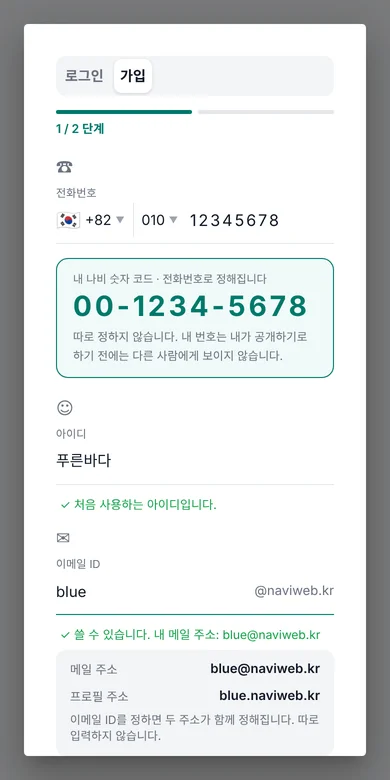 로그인 가입
1 / 2 단계
전화번호
+82 ▼ 010 ▼ 12345678
내 나비 숫자 코드 · 전화번호로 정해집니다
00-1234-5678
따로 정하지 않습니다. 내 번호는 내가 공개하기로
하기 전에는 다른 사람에게 보이지 않습니다.
아이디
푸른바다
✓ 처음 사용하는 아이디입니다.
이메일 ID
blue @naviweb.kr
✓ 쓸 수 있습니다. 내 메일 주소: blue@naviweb.kr
메일 주소 blue@naviweb.kr
프로필 주소 blue.naviweb.kr
이메일 ID를 정하면 두 주소가 함께 정해집니다. 따로
입력하지 않습니다.